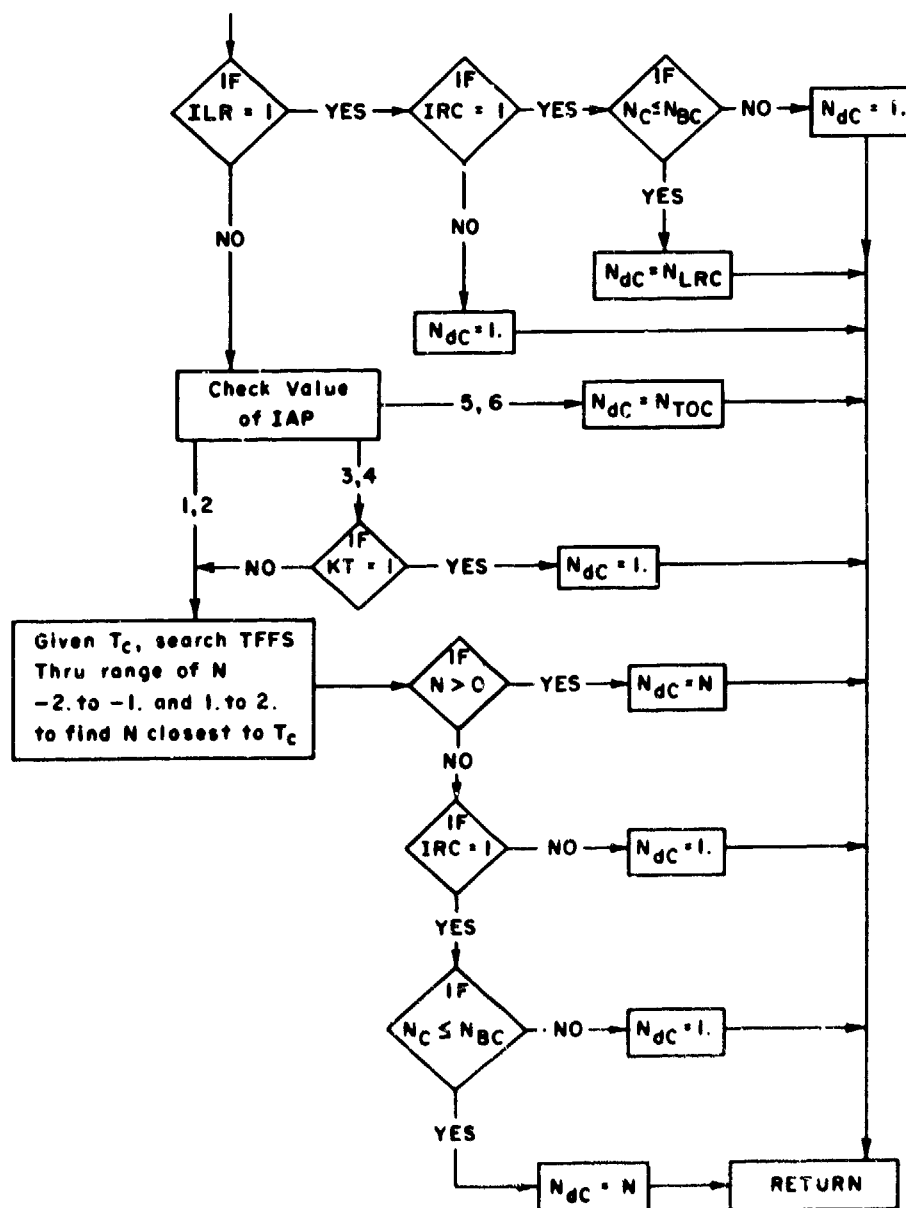 IF
ILR = 1
YES
IF
IRC = 1
YES
IF
N_C ≤ N_BC
NO
N_dC = 1.
NO
NO
YES
N_dC = N_LRC
N_dC = 1.
Check Value
of IAP
5, 6
N_dC = N_TOC
1, 2
3, 4
IF
KT = 1
NO
YES
N_dC = 1.
Given T_C, search TFFS
Thru range of N
-2. to -1. and 1. to 2.
to find N closest to T_C
IF
N > 0
YES
N_dC = N
NO
IF
IRC = 1
NO
N_dC = 1.
YES
IF
N_C ≤ N_BC
NO
N_dC = 1.
YES
N_dC = N
RETURN